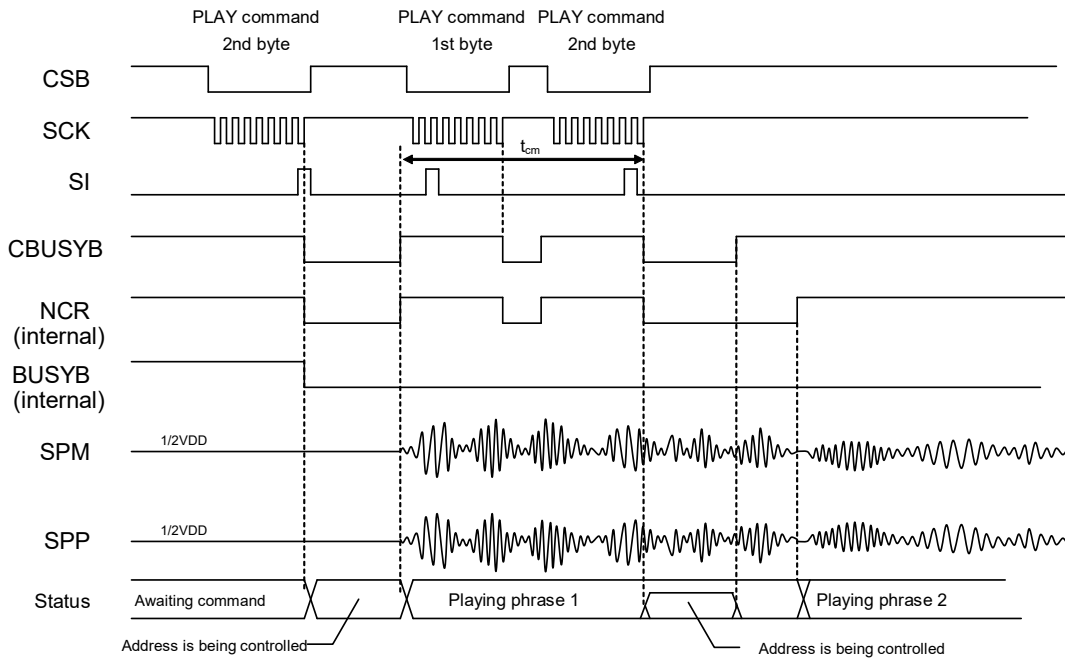 PLAY command
2nd byte
PLAY command
1st byte
PLAY command
2nd byte
CSB
SCK
tcm
SI
CBUSYB
NCR
(internal)
BUSYB
(internal)
SPM
1/2VDD
SPP
1/2VDD
Status
Awaiting command
Playing phrase 1
Playing phrase 2
Address is being controlled
Address is being controlled